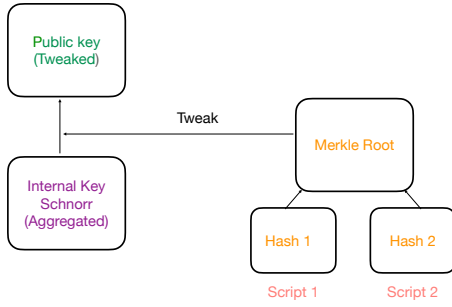 Public key
(Tweaked)
Tweak
Merkle Root
Internal Key
Schnorr
(Aggregated)
Hash 1
Hash 2
Script 1
Script 2